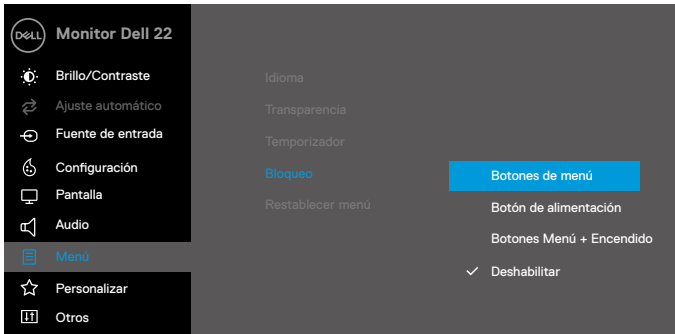 DELL Monitor Dell 22
Brillo/Contraste
Ajuste automático
Fuente de entrada
Configuración
Pantalla
Audio
Menú
Personalizar
Otros
Idioma
Transparencia
Temporizador
Bloqueo
Restablecer menú
Botones de menú
Botón de alimentación
Botones Menú + Encendido
Deshabilitar